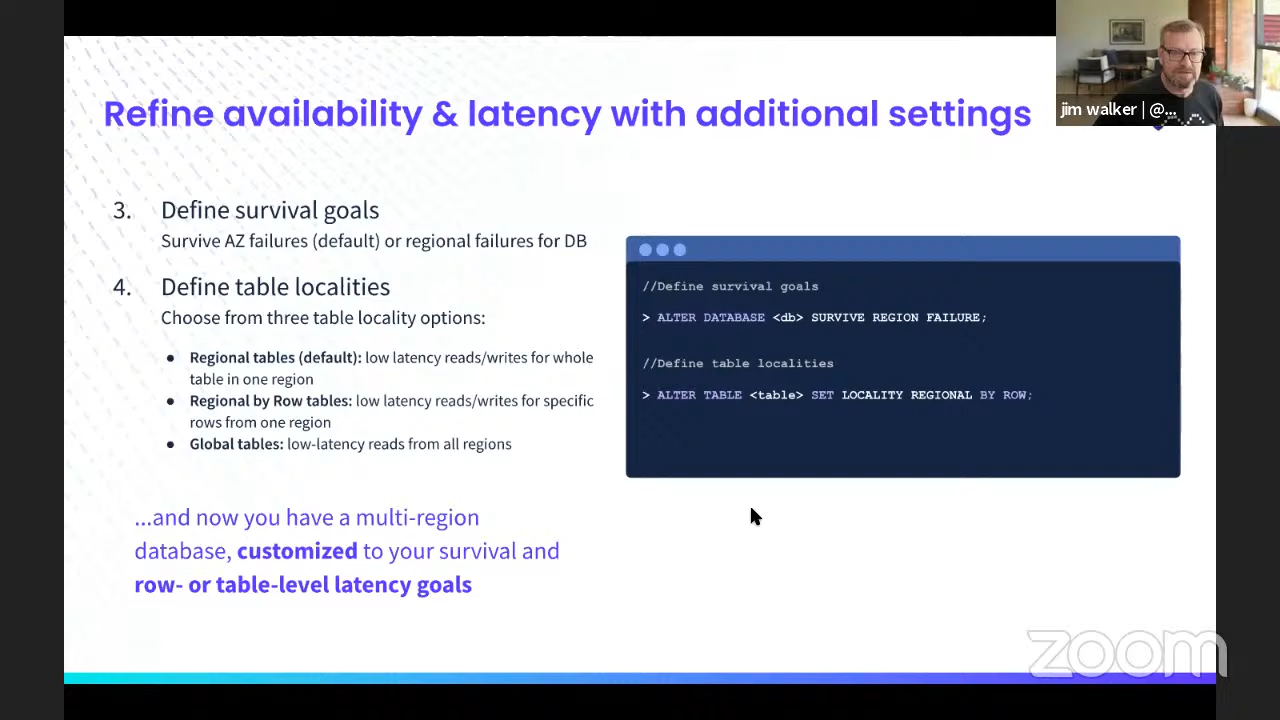 Refine availability & latency with additional settings
jim walker | @...
3. Define survival goals
Survive AZ failures (default) or regional failures for DB
4. Define table localities
Choose from three table locality options:
● Regional tables (default): low latency reads/writes for whole
table in one region
● Regional by Row tables: low latency reads/writes for specific
rows from one region
● Global tables: low-latency reads from all regions
...and now you have a multi-region
database, customized to your survival and
row- or table-level latency goals
//Define survival goals
> ALTER DATABASE <db> SURVIVE REGION FAILURE;
//Define table localities
> ALTER TABLE <table> SET LOCALITY REGIONAL BY ROW;
zoom